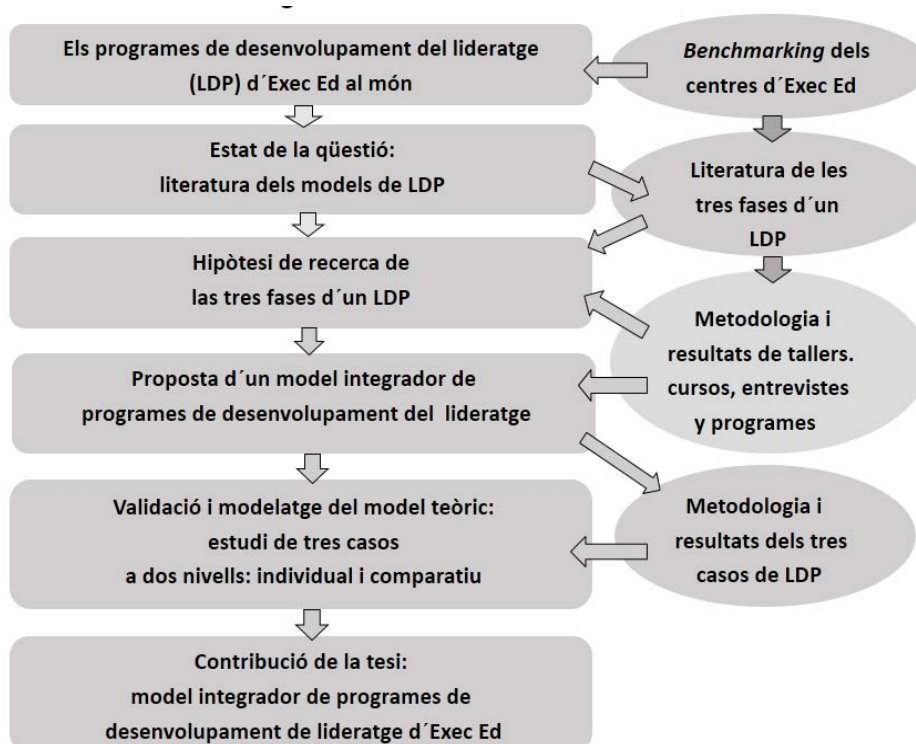 Els programes de desenvolupament del lideratge
(LDP) d´Exec Ed al món
Benchmarking dels
centres d´Exec Ed
Estat de la qüestió:
literatura dels models de LDP
Literatura de les
tres fases d´un
LDP
Hipòtesi de recerca de
las tres fases d´un LDP
Metodologia i
resultats de tallers.
cursos, entrevistes
y programes
Proposta d´un model integrador de
programes de desenvolupament del lideratge
Validació i modelatge del model teòric:
estudi de tres casos
a dos nivells: individual i comparatiu
Metodologia i
resultats dels tres
casos de LDP
Contribució de la tesi:
model integrador de programes de
desenvolupament de lideratge d´Exec Ed